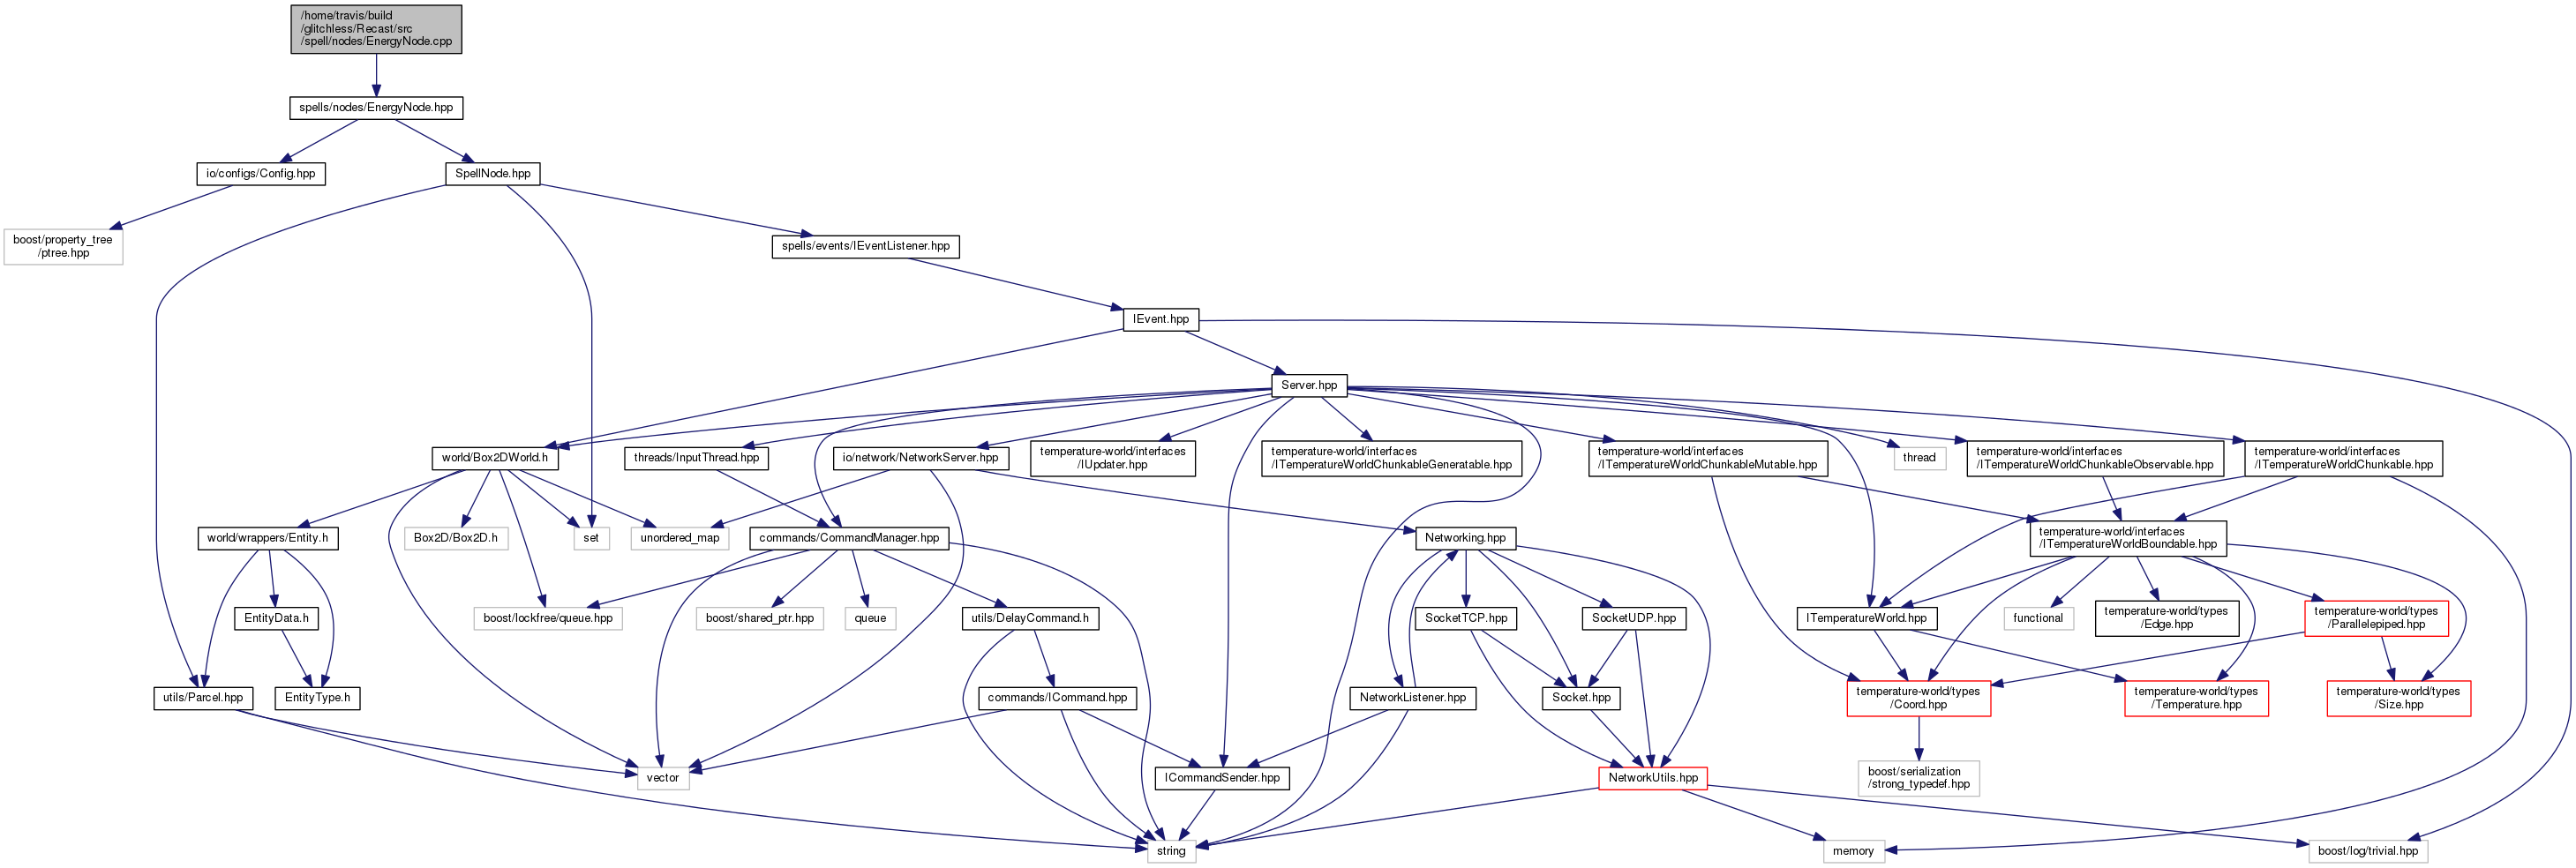 /home/travis/build
/glitchless/Recast/src
/spell/nodes/EnergyNode.cpp
spells/nodes/EnergyNode.hpp
io/configs/Config.hpp
SpellNode.hpp
boost/property_tree
/ptree.hpp
spells/events/IEventListener.hpp
IEvent.hpp
Server.hpp
world/Box2DWorld.h
threads/InputThread.hpp
io/network/NetworkServer.hpp
temperature-world/interfaces
/IUpdater.hpp
temperature-world/interfaces
/ITemperatureWorldChunkableGeneratable.hpp
temperature-world/interfaces
/ITemperatureWorldChunkableMutable.hpp
thread
temperature-world/interfaces
/ITemperatureWorldChunkableObservable.hpp
temperature-world/interfaces
/ITemperatureWorldChunkable.hpp
world/wrappers/Entity.h
Box2D/Box2D.h
set
unordered_map
commands/CommandManager.hpp
Networking.hpp
temperature-world/interfaces
/ITemperatureWorldBoundable.hpp
EntityData.h
boost/lockfree/queue.hpp
boost/shared_ptr.hpp
queue
utils/DelayCommand.h
SocketTCP.hpp
SocketUDP.hpp
ITemperatureWorld.hpp
functional
temperature-world/types
/Edge.hpp
temperature-world/types
/Parallelepiped.hpp
utils/Parcel.hpp
EntityType.h
commands/ICommand.hpp
NetworkListener.hpp
Socket.hpp
temperature-world/types
/Coord.hpp
temperature-world/types
/Temperature.hpp
temperature-world/types
/Size.hpp
vector
ICommandSender.hpp
NetworkUtils.hpp
boost/serialization
/strong_typedef.hpp
string
memory
boost/log/trivial.hpp